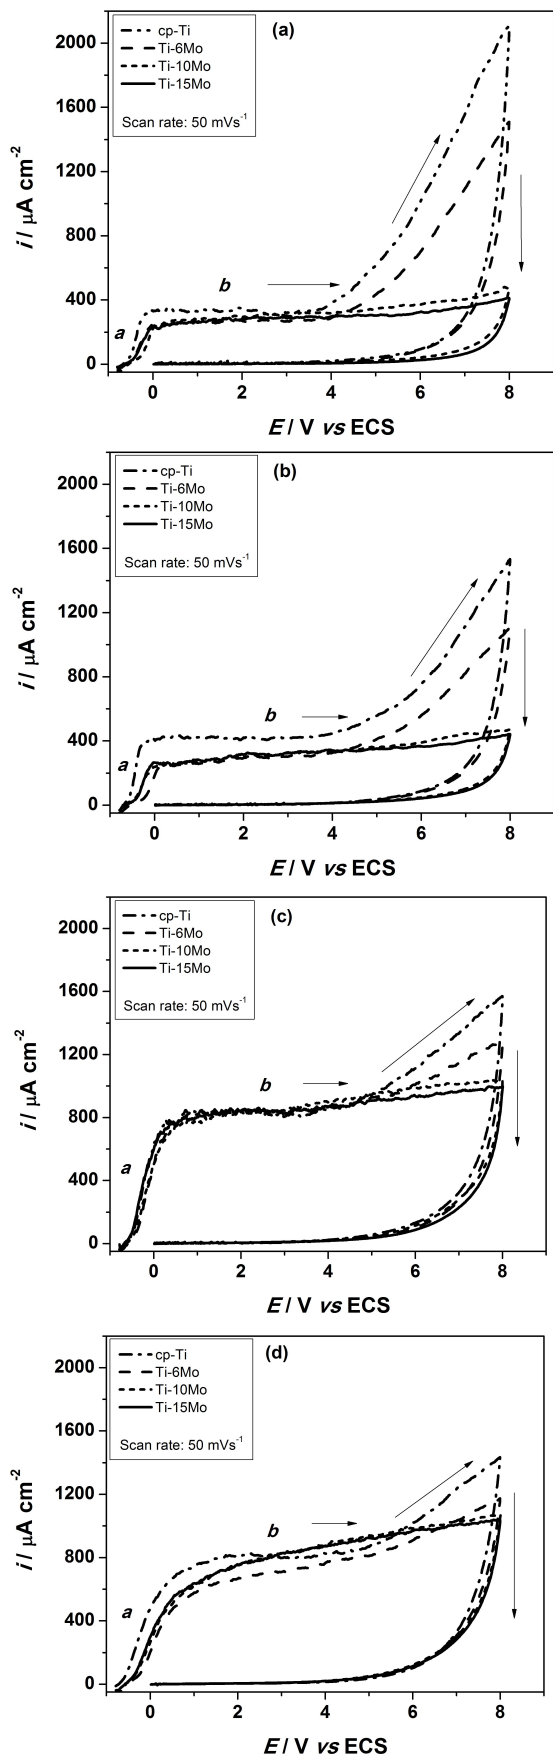 (a)
cp-Ti
Ti-6Mo
Ti-10Mo
Ti-15Mo
Scan rate: 50 mVs⁻¹
2000
1600
1200
800
400
0
i / µA cm⁻²
a
b
0 2 4 6 8
E / V vs ECS
(b)
cp-Ti
Ti-6Mo
Ti-10Mo
Ti-15Mo
Scan rate: 50 mVs⁻¹
2000
1600
1200
800
400
0
i / µA cm⁻²
a
b
0 2 4 6 8
E / V vs ECS
(c)
cp-Ti
Ti-6Mo
Ti-10Mo
Ti-15Mo
Scan rate: 50 mVs⁻¹
2000
1600
1200
800
400
0
i / µA cm⁻²
a
b
0 2 4 6 8
E / V vs ECS
(d)
cp-Ti
Ti-6Mo
Ti-10Mo
Ti-15Mo
Scan rate: 50 mVs⁻¹
2000
1600
1200
800
400
0
i / µA cm⁻²
a
b
0 2 4 6 8
E / V vs ECS